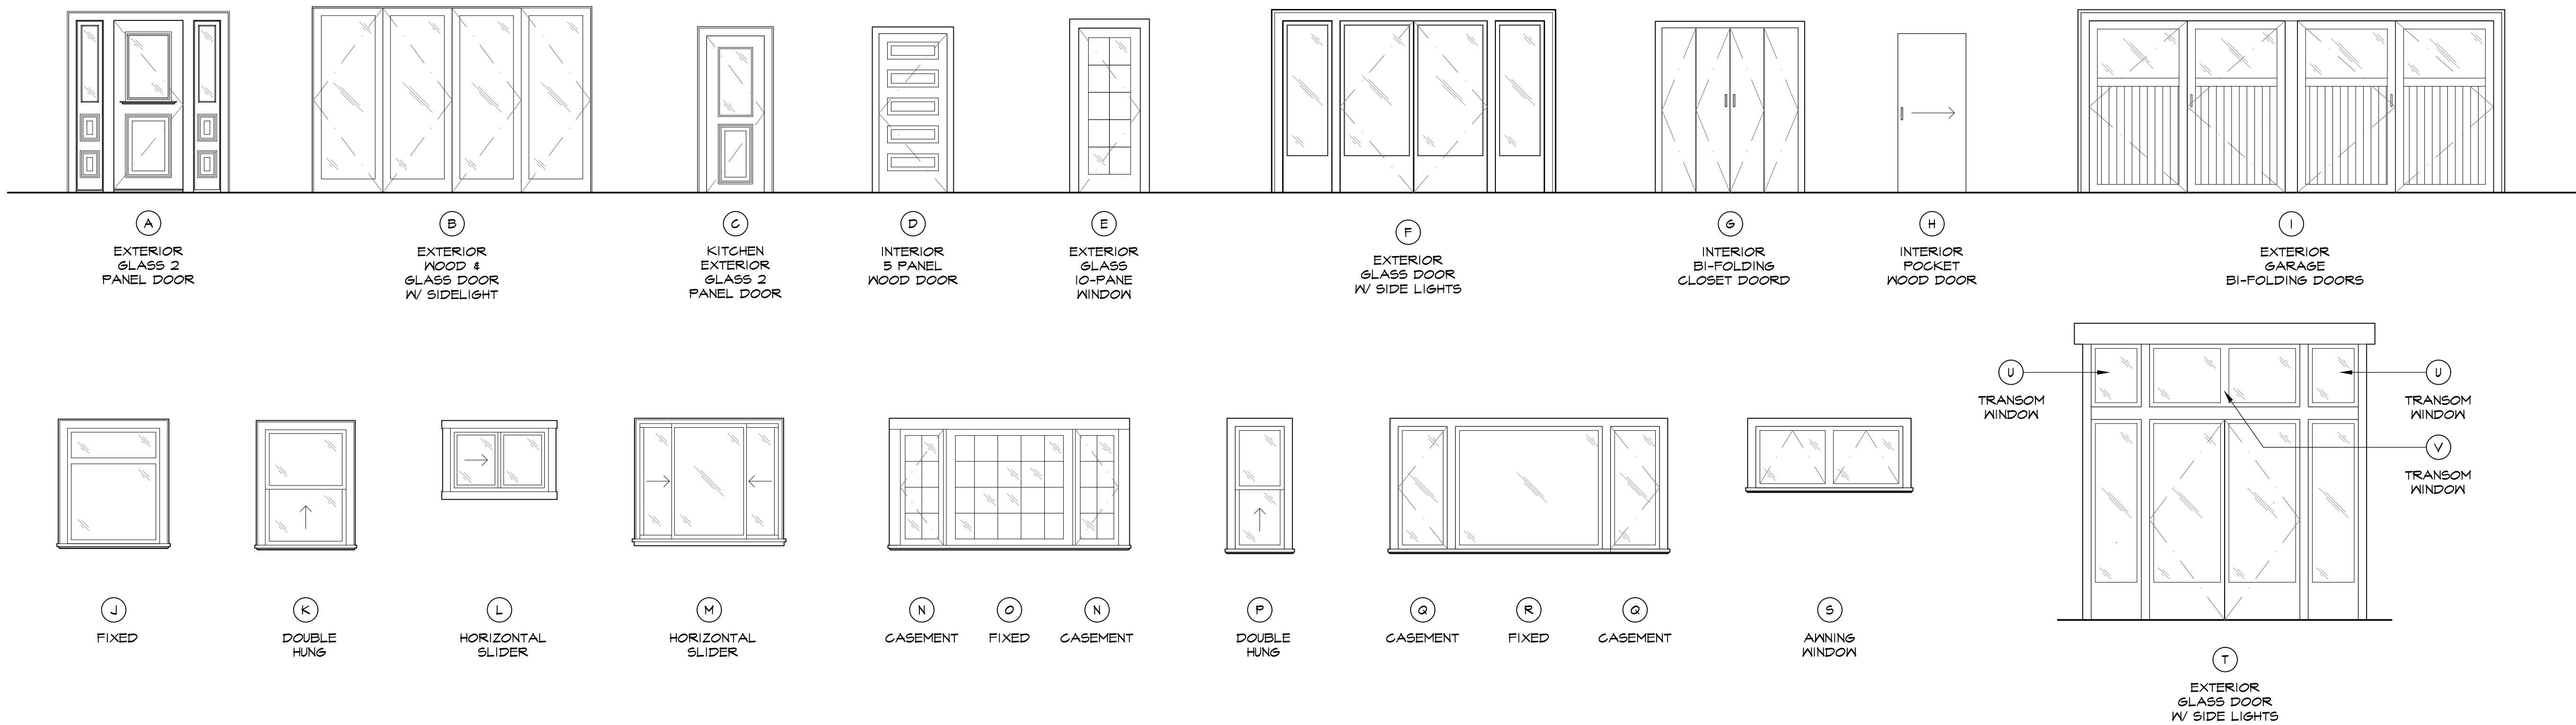 A
EXTERIOR
GLASS 2
PANEL DOOR
B
EXTERIOR
WOOD &
GLASS DOOR
W/ SIDELIGHT
C
KITCHEN
EXTERIOR
GLASS 2
PANEL DOOR
D
INTERIOR
5 PANEL
WOOD DOOR
E
EXTERIOR
GLASS
10-PANE
WINDOW
F
EXTERIOR
GLASS DOOR
W/ SIDE LIGHTS
G
INTERIOR
BI-FOLDING
CLOSET DOORD
H
INTERIOR
POCKET
WOOD DOOR
I
EXTERIOR
GARAGE
BI-FOLDING DOORS
J
FIXED
K
DOUBLE
HUNG
L
HORIZONTAL
SLIDER
M
HORIZONTAL
SLIDER
N
CASEMENT
O
FIXED
N
CASEMENT
P
DOUBLE
HUNG
Q
CASEMENT
R
FIXED
Q
CASEMENT
S
AWNING
WINDOW
U
TRANSOM
WINDOW
U
TRANSOM
WINDOW
V
TRANSOM
WINDOW
T
EXTERIOR
GLASS DOOR
W/ SIDE LIGHTS